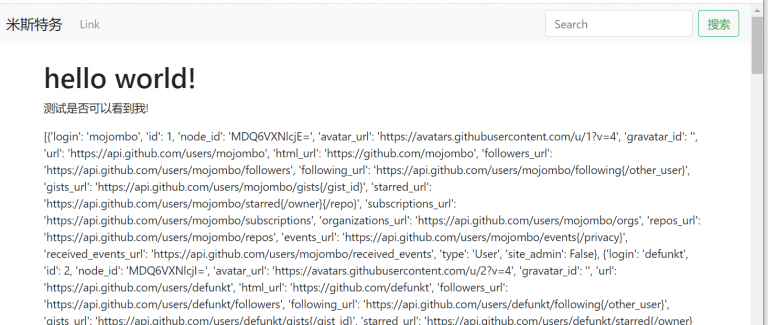 米斯特务 Link Search 搜索
hello world!
测试是否可以看到我!
[{'login': 'mojombo', 'id': 1, 'node_id': 'MDQ6VXNlcjE=', 'avatar_url': 'https://avatars.githubusercontent.com/u/1?v=4', 'gravatar_id': '',
'url': 'https://api.github.com/users/mojombo', 'html_url': 'https://github.com/mojombo', 'followers_url':
'https://api.github.com/users/mojombo/followers', 'following_url': 'https://api.github.com/users/mojombo/following{/other_user}',
'gists_url': 'https://api.github.com/users/mojombo/gists{/gist_id}', 'starred_url':
'https://api.github.com/users/mojombo/starred{/owner}{/repo}', 'subscriptions_url':
'https://api.github.com/users/mojombo/subscriptions', 'organizations_url': 'https://api.github.com/users/mojombo/orgs', 'repos_url':
'https://api.github.com/users/mojombo/repos', 'events_url': 'https://api.github.com/users/mojombo/events{/privacy}',
'received_events_url': 'https://api.github.com/users/mojombo/received_events', 'type': 'User', 'site_admin': False}, {'login': 'defunkt',
'id': 2, 'node_id': 'MDQ6VXNlcjI=', 'avatar_url': 'https://avatars.githubusercontent.com/u/2?v=4', 'gravatar_id': '', 'url':
'https://api.github.com/users/defunkt', 'html_url': 'https://github.com/defunkt', 'followers_url':
'https://api.github.com/users/defunkt/followers', 'following_url': 'https://api.github.com/users/defunkt/following{/other_user}',
'gists_url': 'https://api.github.com/users/defunkt/gists{/gist_id}', 'starred_url': 'https://api.github.com/users/defunkt/starred{/owner}